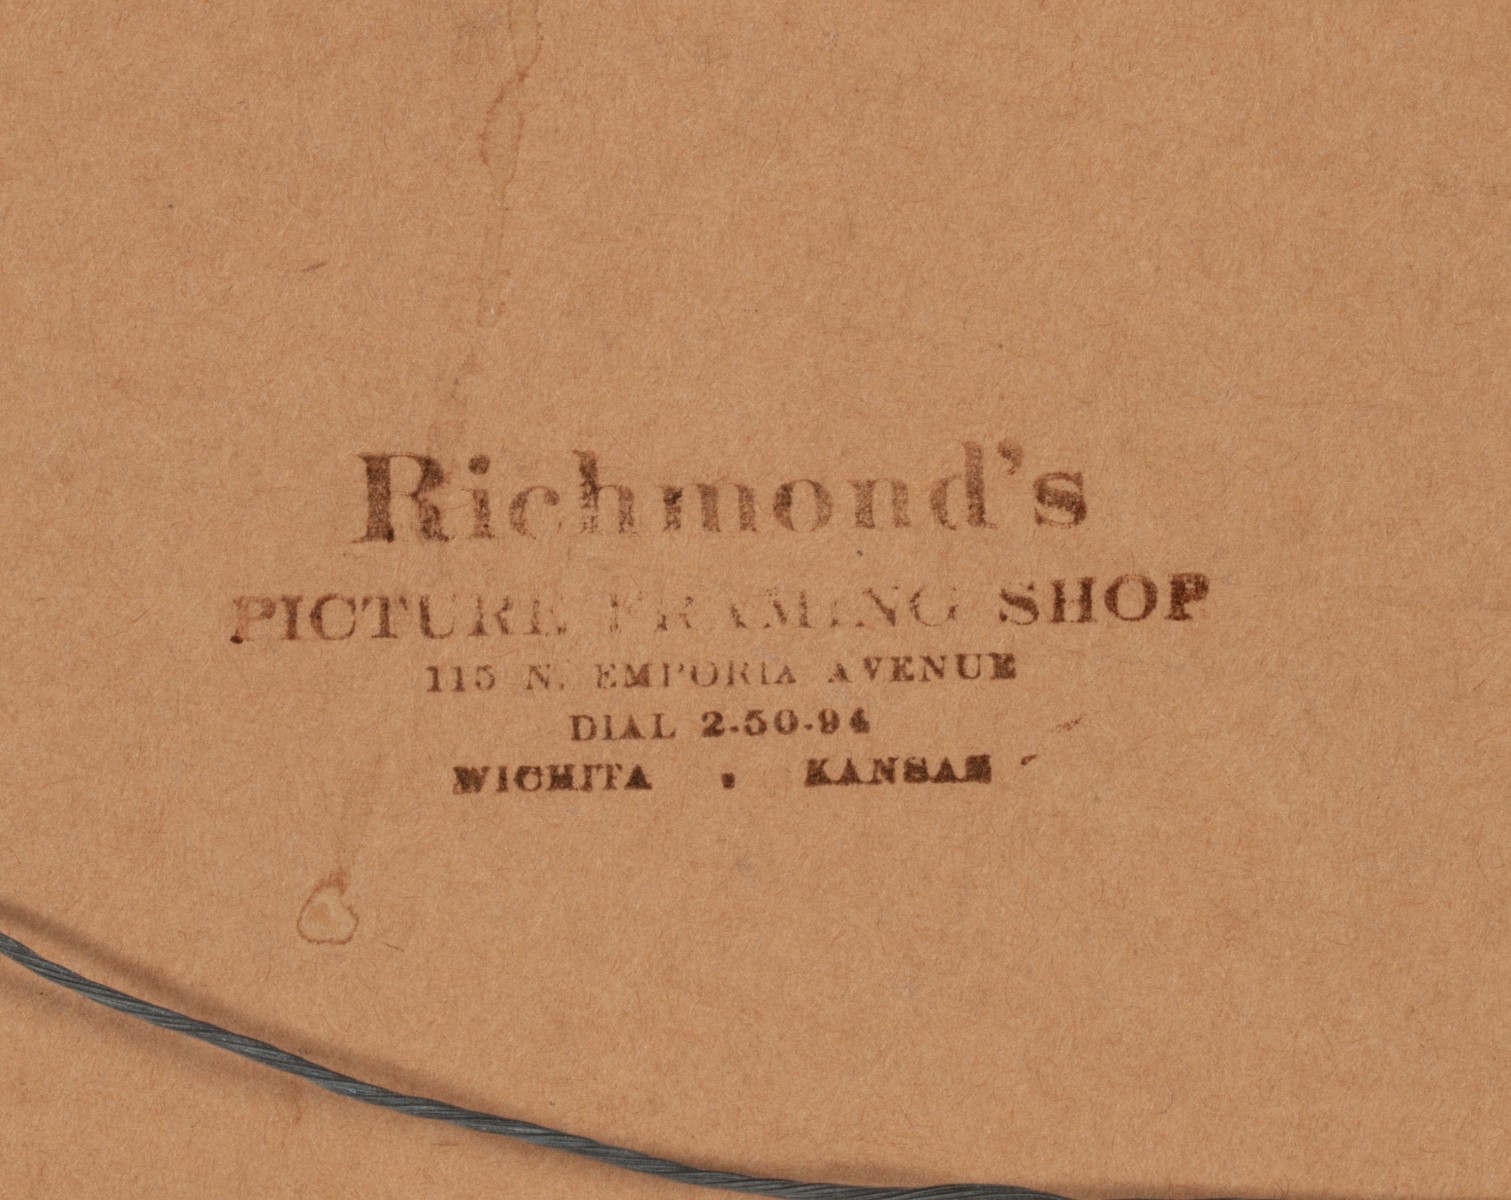 Richmond's
PICTURE FRAMING SHOP
115 N. EMPORIA AVENUE
DIAL 2-50-94
WICHITA • KANSAS